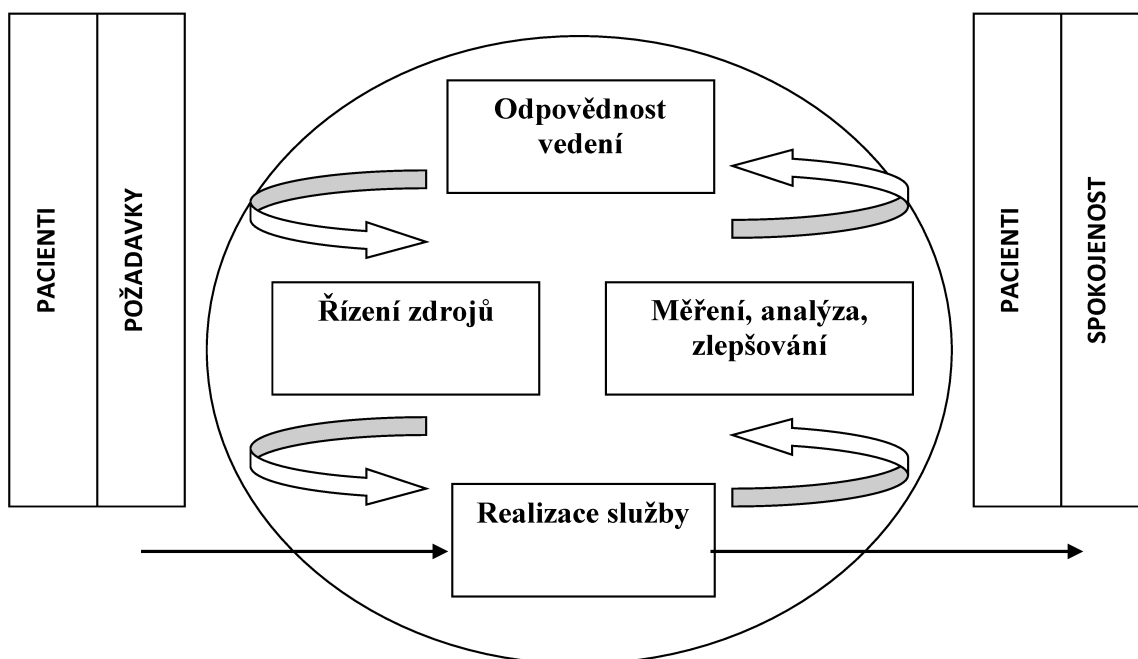 PACIENTI
POŽADAVKY
Odpovědnost
vedení
Řízení zdrojů
Měření, analýza,
zlepšování
Realizace služby
PACIENTI
SPOKOJENOST